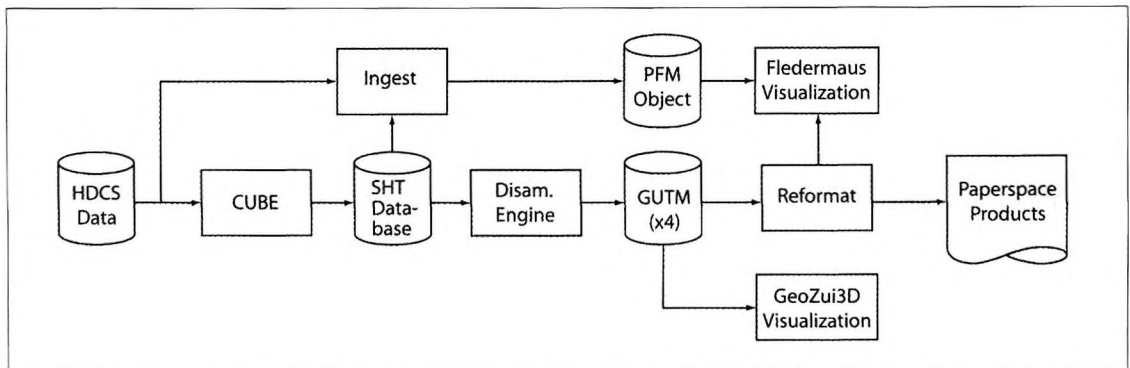 Ingest
PFM
Object
Fledermaus
Visualization
HDCS
Data
CUBE
SHT
Data-
base
Disam.
Engine
GUTM
(x4)
Reformat
Paperspace
Products
GeoZui3D
Visualization